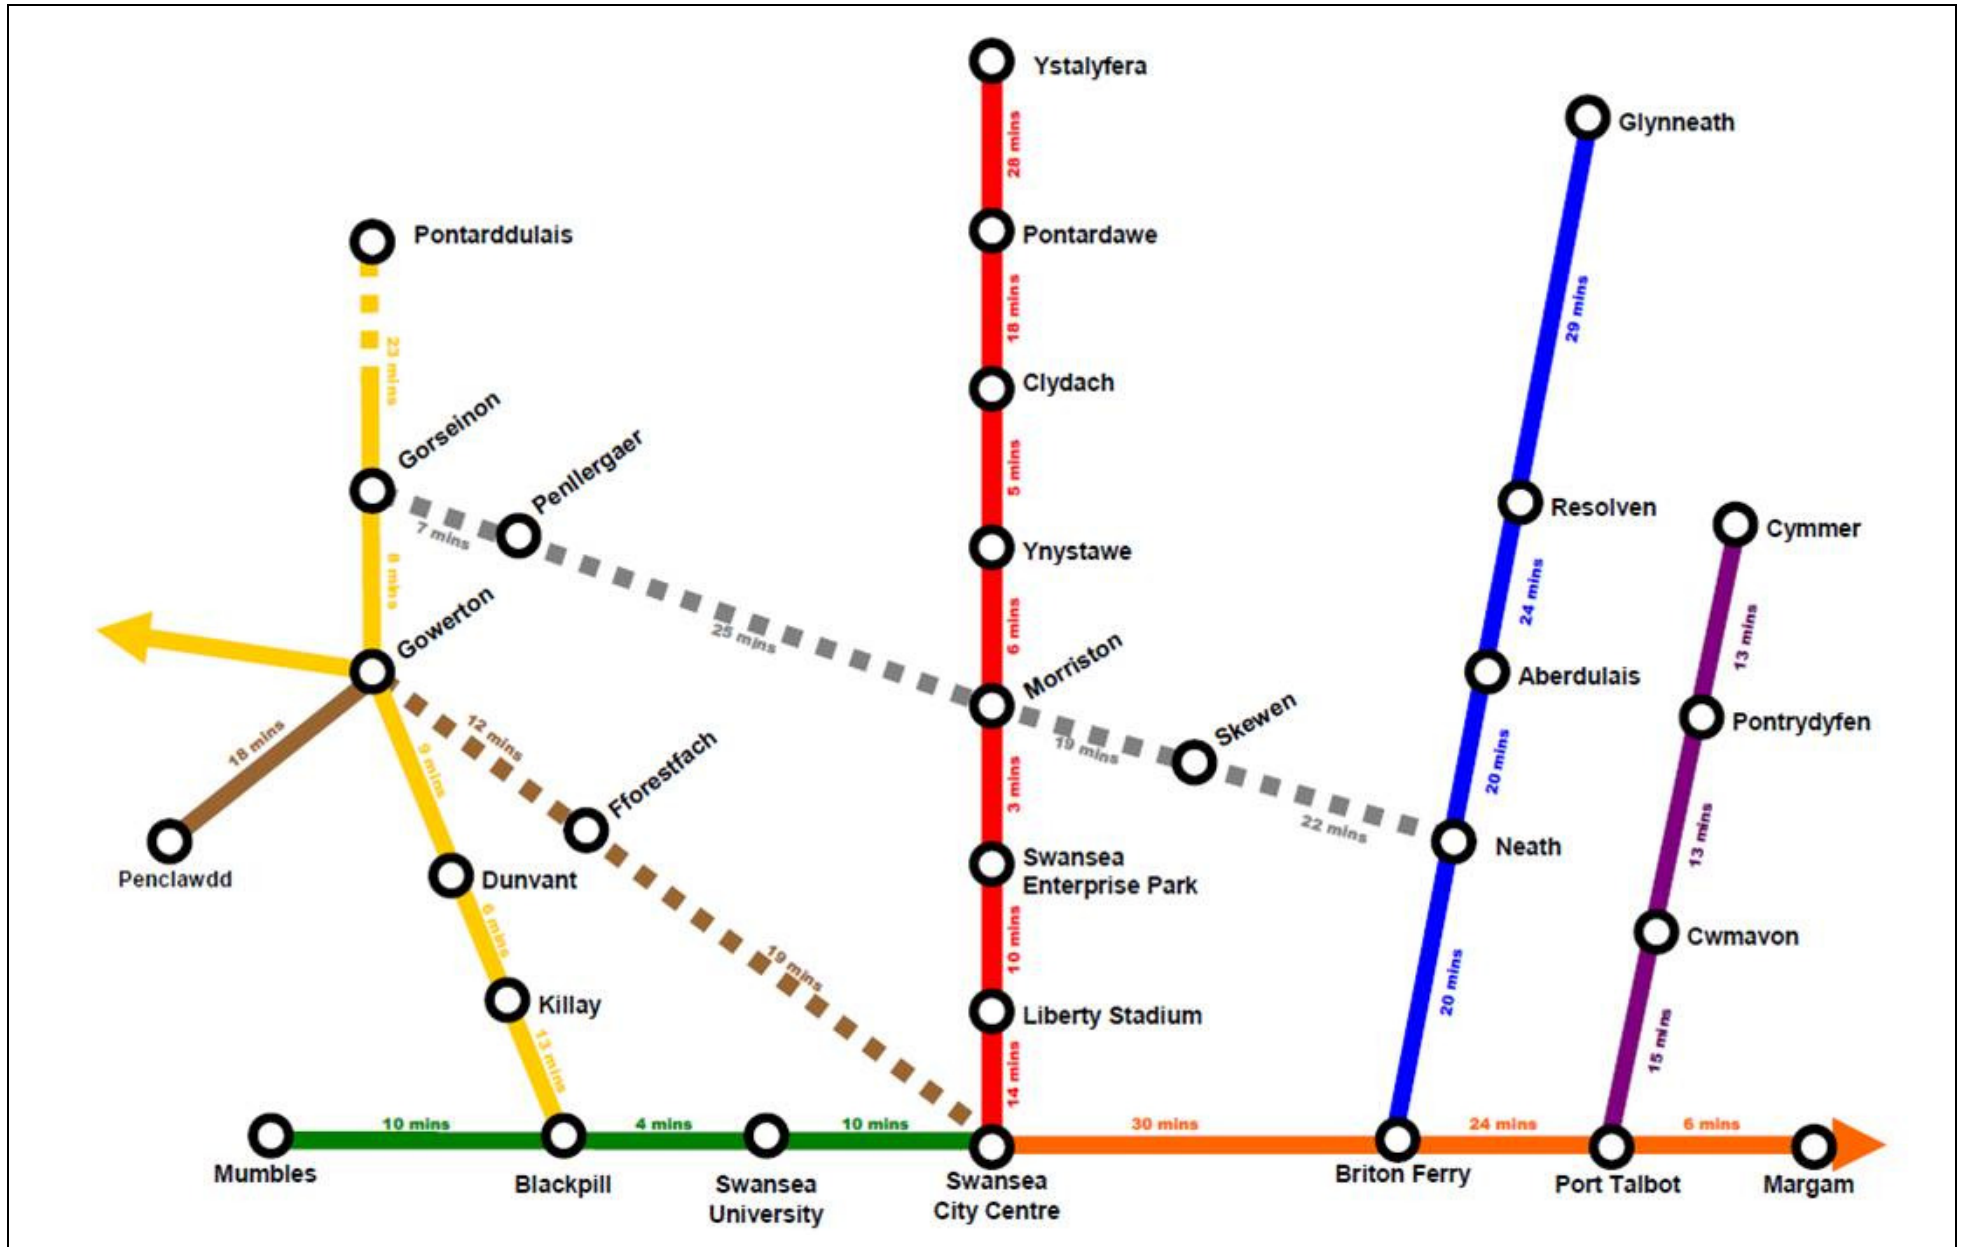 Ystalyfera
28 mins
Glynneath
Pontarddulais
Pontardawe
23 mins
18 mins
29 mins
Clydach
Gorseinon
Penllergaer
5 mins
7 mins
Resolven
Cymmer
Ynystawe
8 mins
24 mins
6 mins
13 mins
Gowerton
25 mins
Morriston
Aberdulais
Skewen
Pontrydyfen
18 mins
12 mins
9 mins
19 mins
20 mins
Fforestfach
3 mins
22 mins
13 mins
Neath
Penclawdd
Dunvant
Swansea
Enterprise Park
6 mins
19 mins
10 mins
20 mins
Cwmavon
Killay
Liberty Stadium
13 mins
14 mins
15 mins
10 mins
4 mins
10 mins
30 mins
24 mins
6 mins
Mumbles
Blackpill
Swansea
University
Swansea
City Centre
Briton Ferry
Port Talbot
Margam